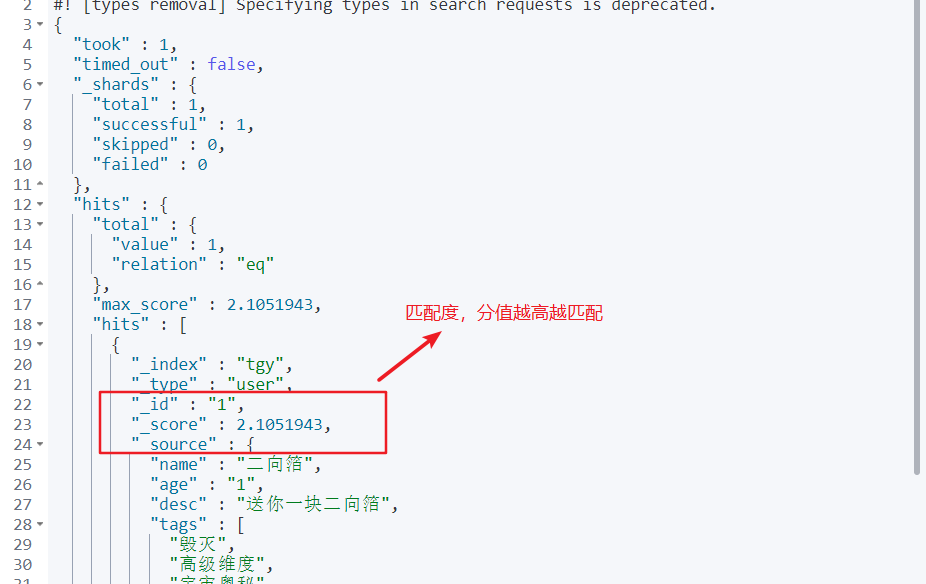 2 #! [types removal] Specifying types in search requests is deprecated.
3 {
4 "took" : 1,
5 "timed_out" : false,
6 "_shards" : {
7 "total" : 1,
8 "successful" : 1,
9 "skipped" : 0,
10 "failed" : 0
11 },
12 "hits" : {
13 "total" : {
14 "value" : 1,
15 "relation" : "eq"
16 },
17 "max_score" : 2.1051943,
匹配度，分值越高越匹配
18 "hits" : [
19 {
20 "_index" : "tgy",
21 "_type" : "user",
22 "_id" : "1",
23 "_score" : 2.1051943,
24 "_source" : {
25 "name" : "二向箔",
26 "age" : "1",
27 "desc" : "送你一块二向箔",
28 "tags" : [
29 "毁灭",
30 "高级维度",
31 "宇宙奥秘"